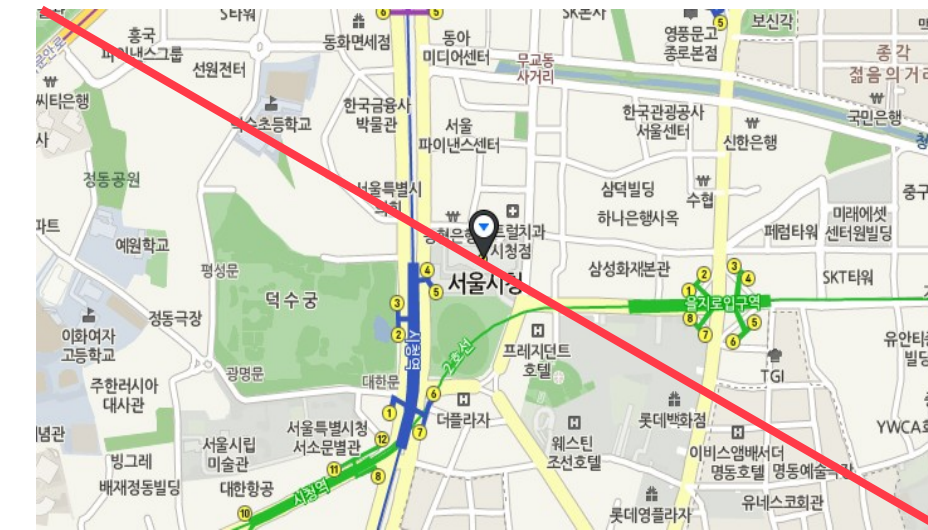 S타워
SK본사
보신각
흥국
파이낸스그룹
동화면세점
동아
미디어센터
영풍문고
종로본점
종각
젊음의거리
선원전터
무교동
사거리
씨티은행
한국금융사
박물관
덕수초등학교
서울
파이낸스센터
한국관광공사
서울센터
신한은행
국민은행
정동공원
서울특별시
의회
삼덕빌딩
수협
중구
하나은행사옥
미래에셋
센터원빌딩
페럼타워
예원학교
시청점
평성문
삼성화재본관
SKT타워
서울시청
덕수궁
정동극장
을지로입구역
이화여자
고등학교
시청역
2호선
프레지던트
호텔
유안타증
빌딩
광명문
대한문
TGI
주한러시아
대사관
더플라자
롯데백화점
서울특별시청
서소문별관
YWCA회
서울시립
미술관
웨스틴
조선호텔
이비스앰배서더
명동호텔
명동예술극장
빙그레
배재정동빌딩
대한항공
시청역
유네스코회관
롯데영플라자